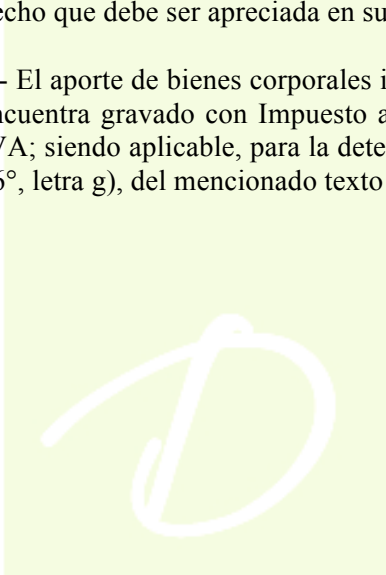 echo que debe ser apreciada en su
- El aporte de bienes corporales i
ncuentra gravado con Impuesto a
VA; siendo aplicable, para la dete
6°, letra g), del mencionado texto
D